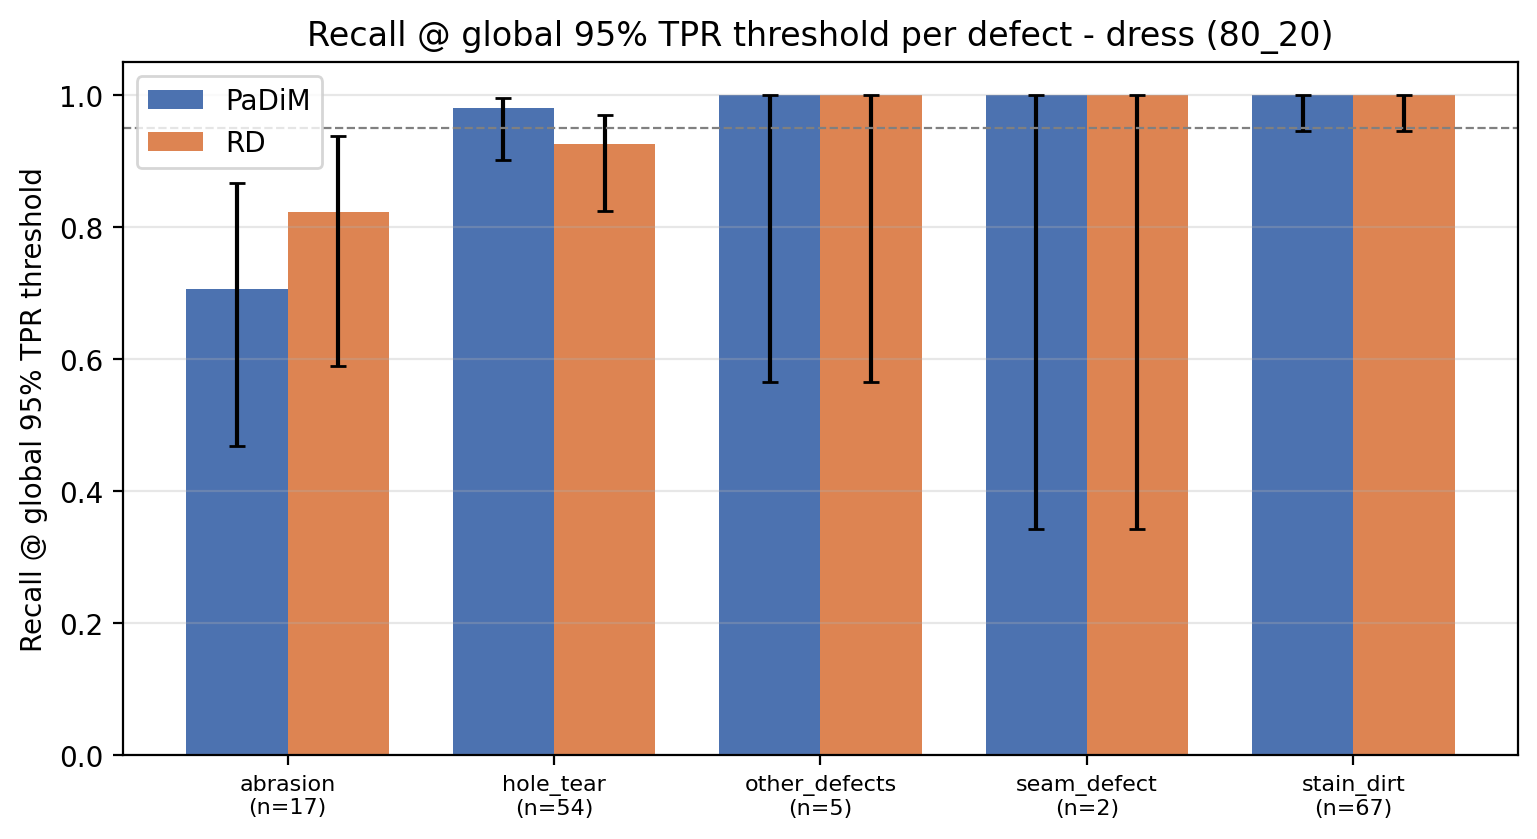 Recall @ global 95% TPR threshold per defect - dress (80_20)
Recall @ global 95% TPR threshold
1.0
0.8
0.6
0.4
0.2
0.0
PaDiM
RD
abrasion
(n=17)
hole_tear
(n=54)
other_defects
(n=5)
seam_defect
(n=2)
stain_dirt
(n=67)